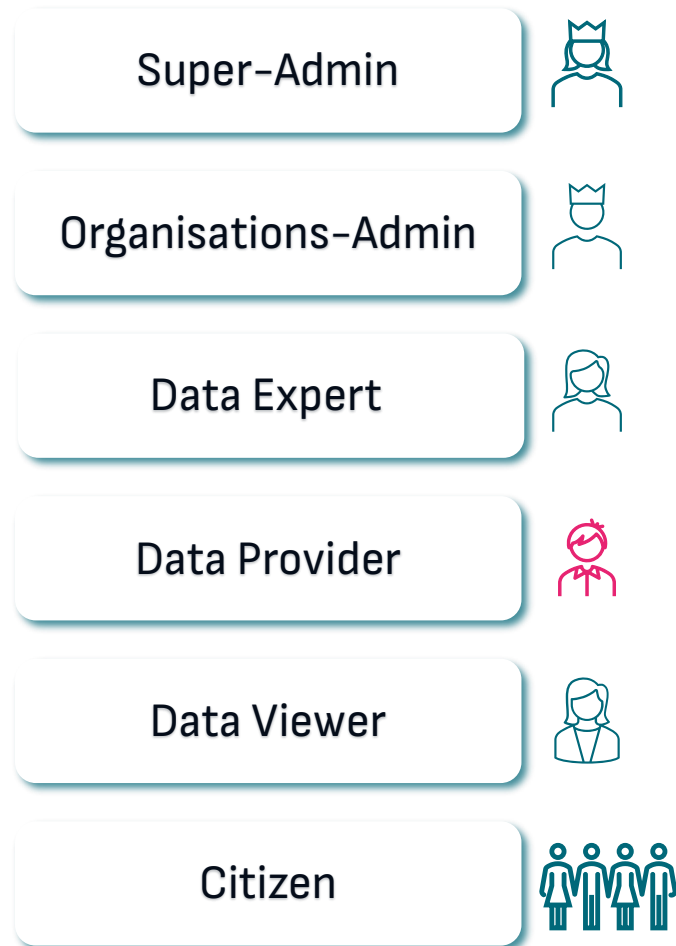 Super-Admin
Organisations-Admin
Data Expert
Data Provider
Data Viewer
Citizen